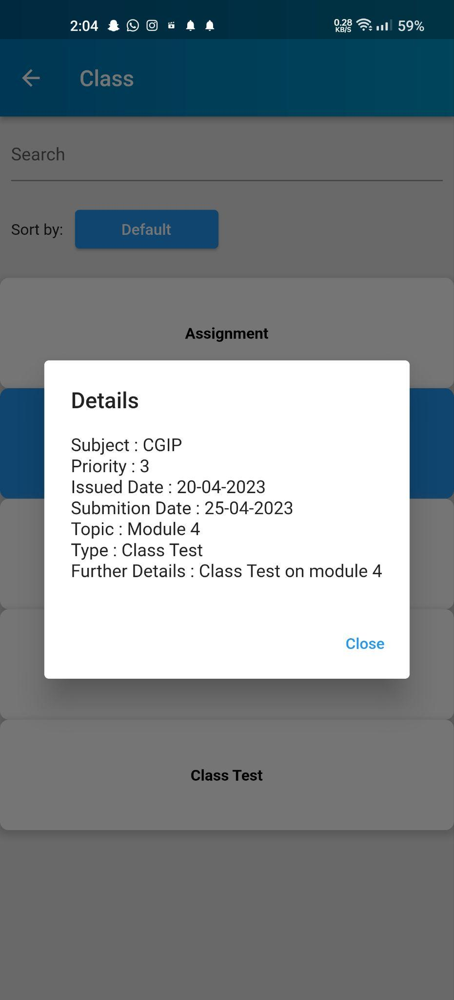 2:04
0.28
KB/S
59%
Class
Search
Sort by:
Default
Assignment
Details
Subject : CGIP
Priority : 3
Issued Date : 20-04-2023
Submition Date : 25-04-2023
Topic : Module 4
Type : Class Test
Further Details : Class Test on module 4
Close
Class Test